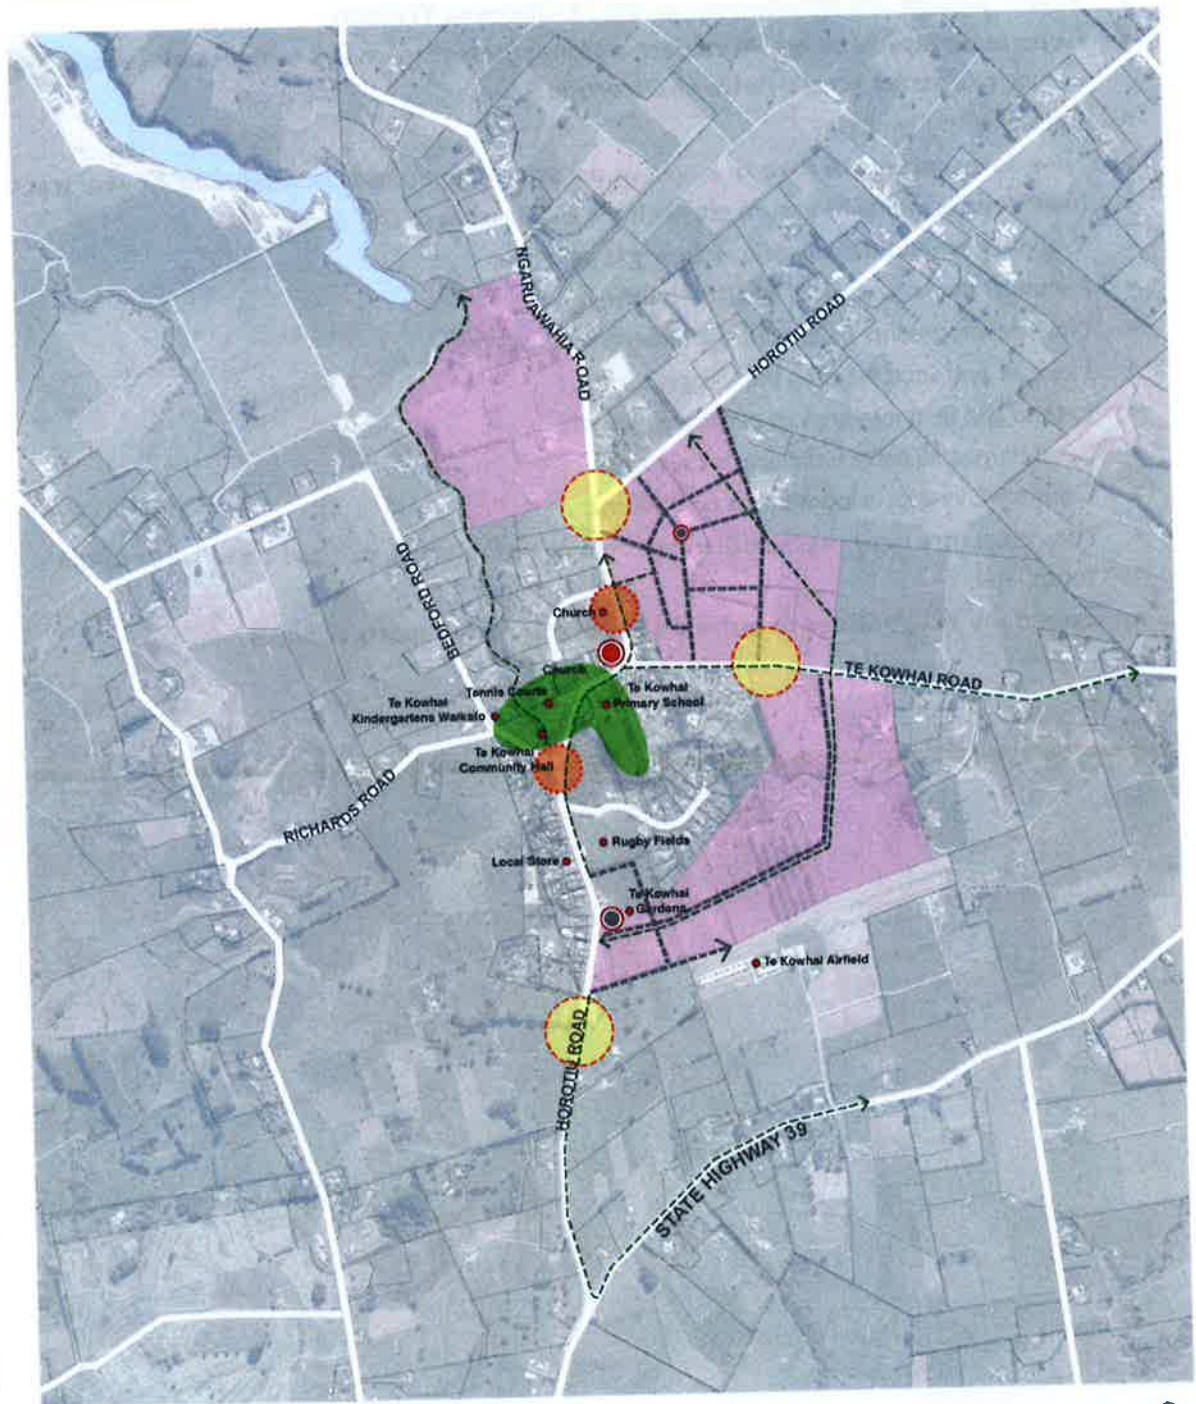 NGARUAWAHIA ROAD
HOROTIU ROAD
BEDFORD ROAD
Church
Church
TE KOWHAI ROAD
Tennis Courts
Te Kowhai
Primary School
Te Kowhai
Kindergartens Waikato
Te Kowhai
Community Hall
RICHARDS ROAD
Rugby Fields
Local Store
Te Kowhai
Gardens
Te Kowhai Airfield
HOROTIU ROAD
STATE HIGHWAY 39